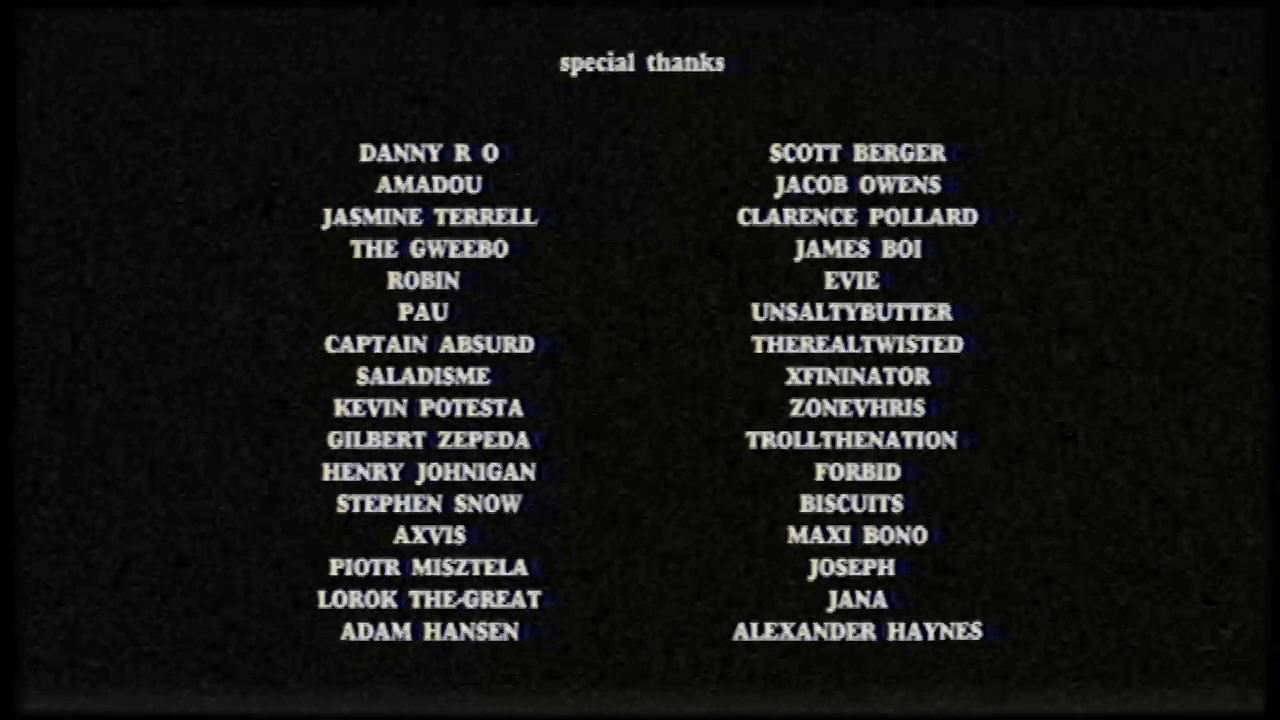 special thanks
DANNY R O
AMADOU
JASMINE TERRELL
THE GWEEBO
ROBIN
PAU
CAPTAIN ABSURD
SALADISME
KEVIN POTESTA
GILBERT ZEPEDA
HENRY JOHNIGAN
STEPHEN SNOW
AXVIS
PIOTR MISZTELA
LOROK THE-GREAT
ADAM HANSEN
SCOTT BERGER
JACOB OWENS
CLARENCE POLLARD
JAMES BOI
EVIE
UNSALTYBUTTER
THEREALTWISTED
XFININATOR
ZONEVHRIS
TROLLTHENATION
FORBID
BISCUITS
MAXI BONO
JOSEPH
JANA
ALEXANDER HAYNES